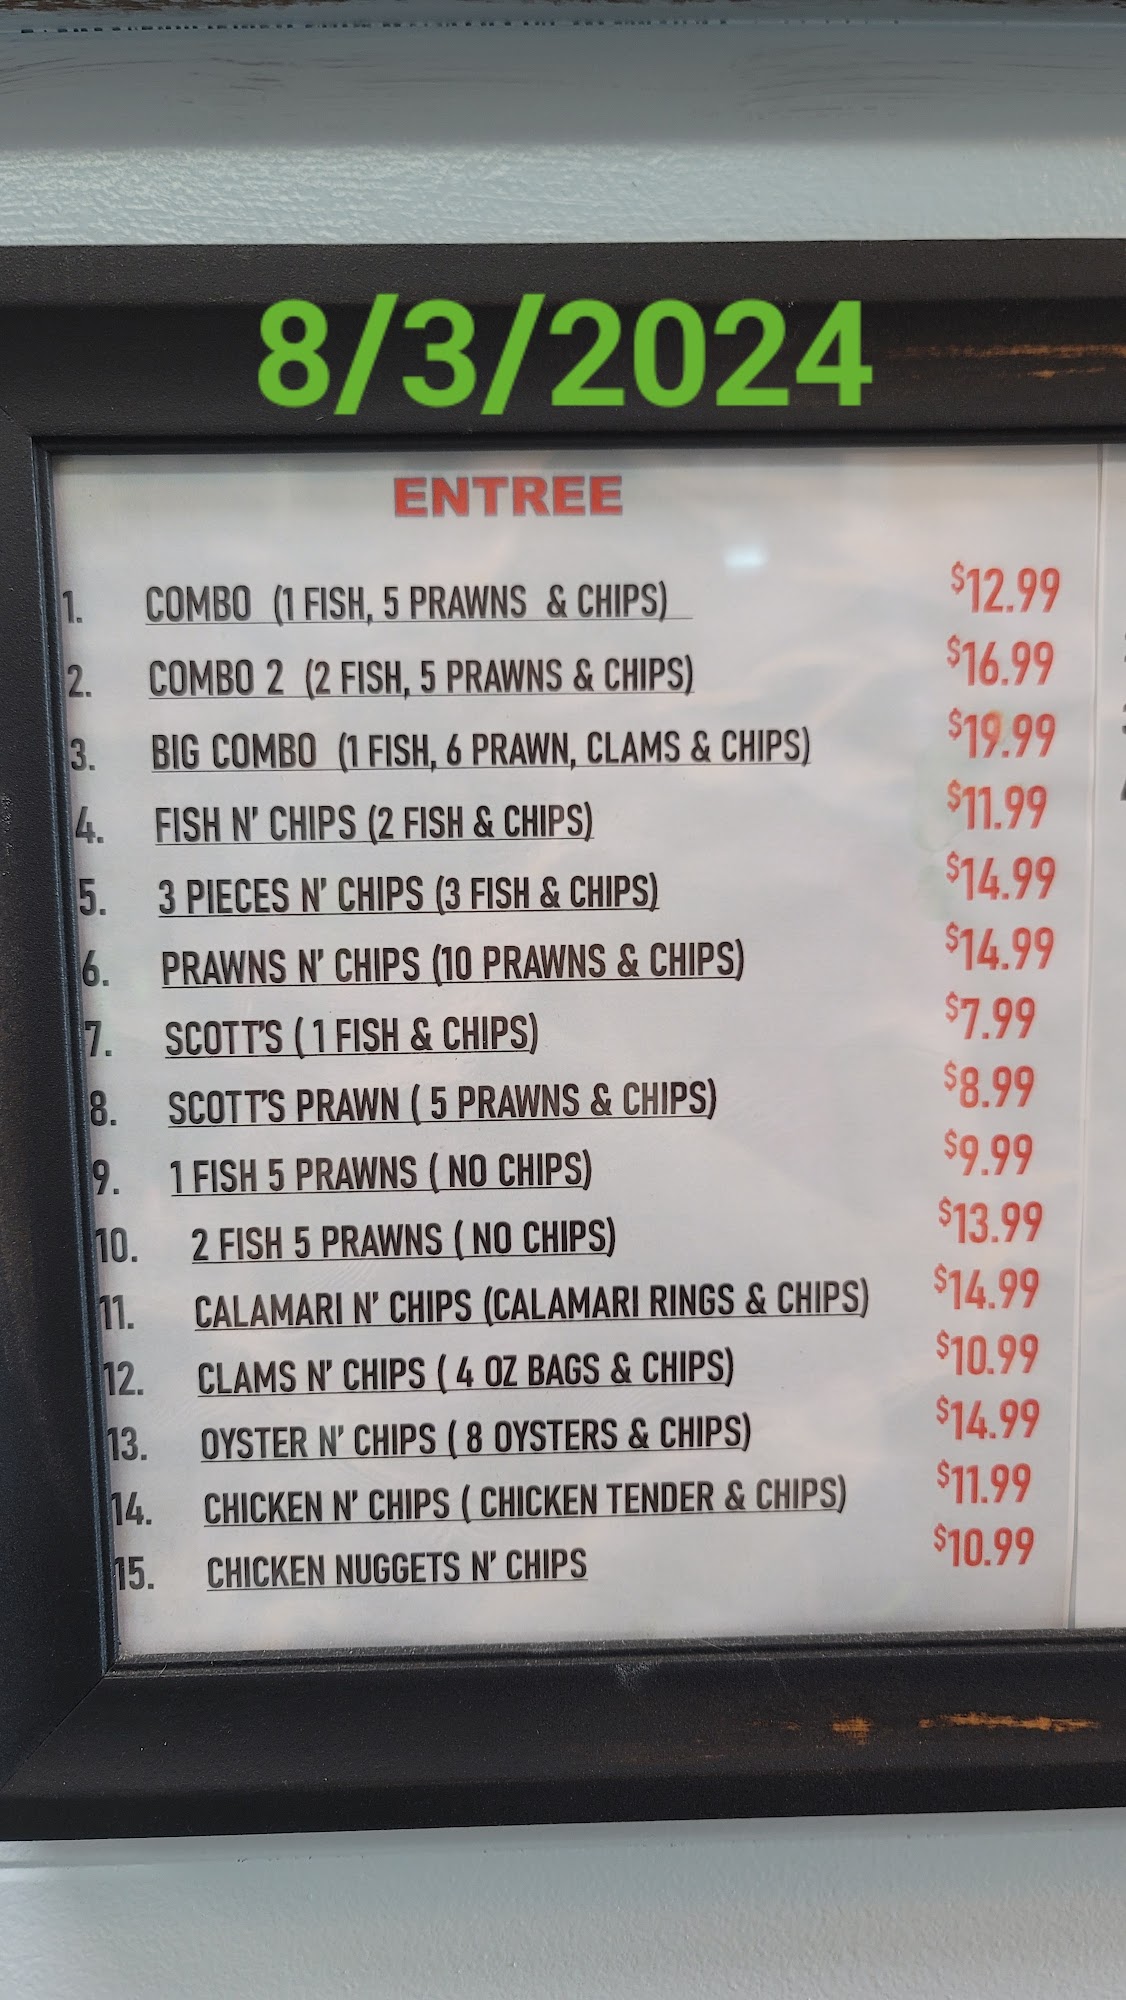 8/3/2024
ENTREE
1. COMBO (1 FISH, 5 PRAWNS & CHIPS) $12.99
2. COMBO 2 (2 FISH, 5 PRAWNS & CHIPS) $16.99
3. BIG COMBO (1 FISH, 6 PRAWN, CLAMS & CHIPS) $19.99
4. FISH N' CHIPS (2 FISH & CHIPS) $11.99
5. 3 PIECES N' CHIPS (3 FISH & CHIPS) $14.99
6. PRAWNS N' CHIPS (10 PRAWNS & CHIPS) $14.99
7. SCOTT'S ( 1 FISH & CHIPS) $7.99
8. SCOTT'S PRAWN ( 5 PRAWNS & CHIPS) $8.99
9. 1 FISH 5 PRAWNS ( NO CHIPS) $9.99
10. 2 FISH 5 PRAWNS ( NO CHIPS) $13.99
11. CALAMARI N' CHIPS (CALAMARI RINGS & CHIPS) $14.99
12. CLAMS N' CHIPS ( 4 OZ BAGS & CHIPS) $10.99
13. OYSTER N' CHIPS ( 8 OYSTERS & CHIPS) $14.99
14. CHICKEN N' CHIPS ( CHICKEN TENDER & CHIPS) $11.99
15. CHICKEN NUGGETS N' CHIPS $10.99